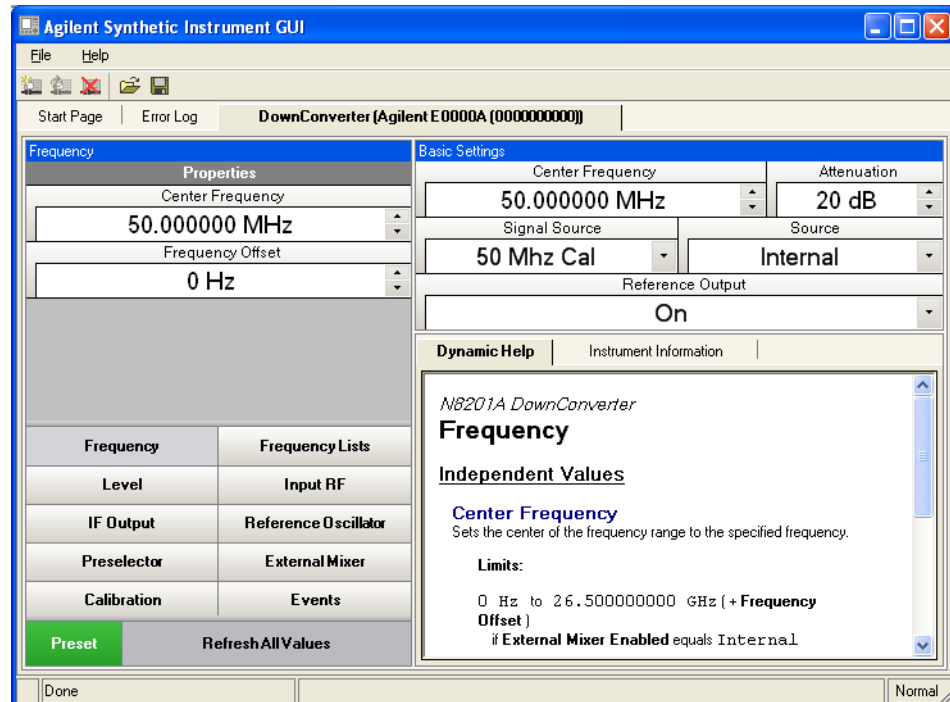 Agilent Synthetic Instrument GUI
File Help
Start Page Error Log DownConverter (Agilent E0000A (0000000000))
Frequency
Properties
Center Frequency
50.000000 MHz
Frequency Offset
0 Hz
Frequency Frequency Lists
Level Input RF
IF Output Reference Oscillator
Preselector External Mixer
Calibration Events
Preset Refresh All Values
Basic Settings
Center Frequency Attenuation
50.000000 MHz 20 dB
Signal Source Source
50 Mhz Cal Internal
Reference Output
On
Dynamic Help Instrument Information
N8201A DownConverter
Frequency
Independent Values
Center Frequency
Sets the center of the frequency range to the specified frequency.
Limits:
0 Hz to 26.500000000 GHz (+ Frequency
Offset )
if External Mixer Enabled equals Internal
Done Normal